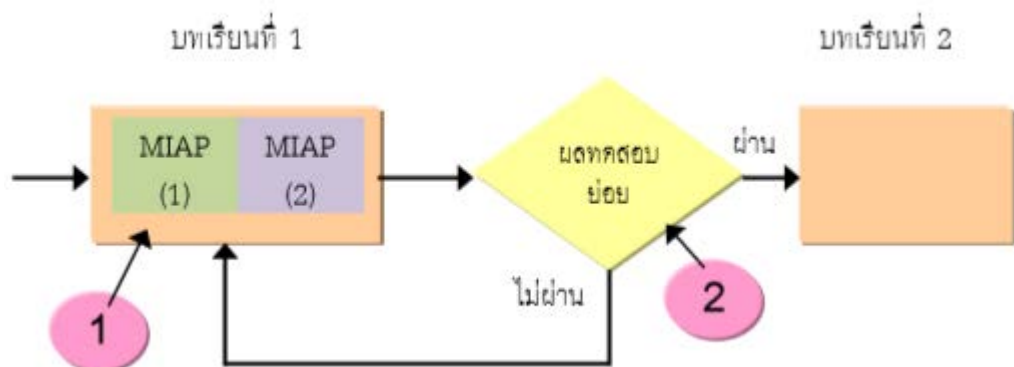 บทเรียนที่ 1
บทเรียนที่ 2
MIAP
(1)
MIAP
(2)
ผลทดสอบ
ย่อย
ผ่าน
ไม่ผ่าน
1
2